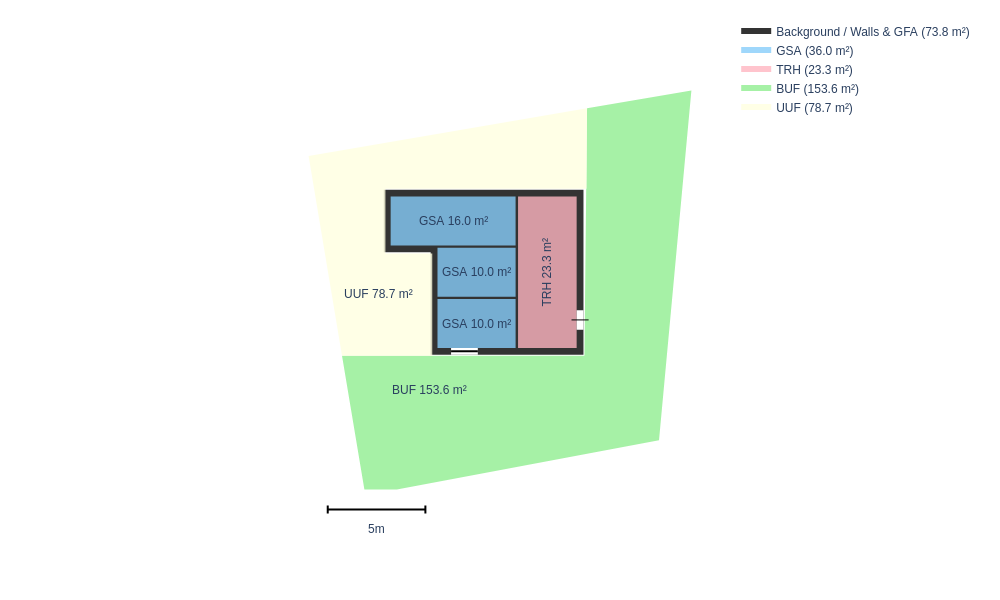 Background / Walls & GFA (73.8 m²)
GSA (36.0 m²)
TRH (23.3 m²)
BUF (153.6 m²)
UUF (78.7 m²)
GSA 16.0 m²
GSA 10.0 m²
TRH 23.3 m²
UUF 78.7 m²
GSA 10.0 m²
BUF 153.6 m²
5m